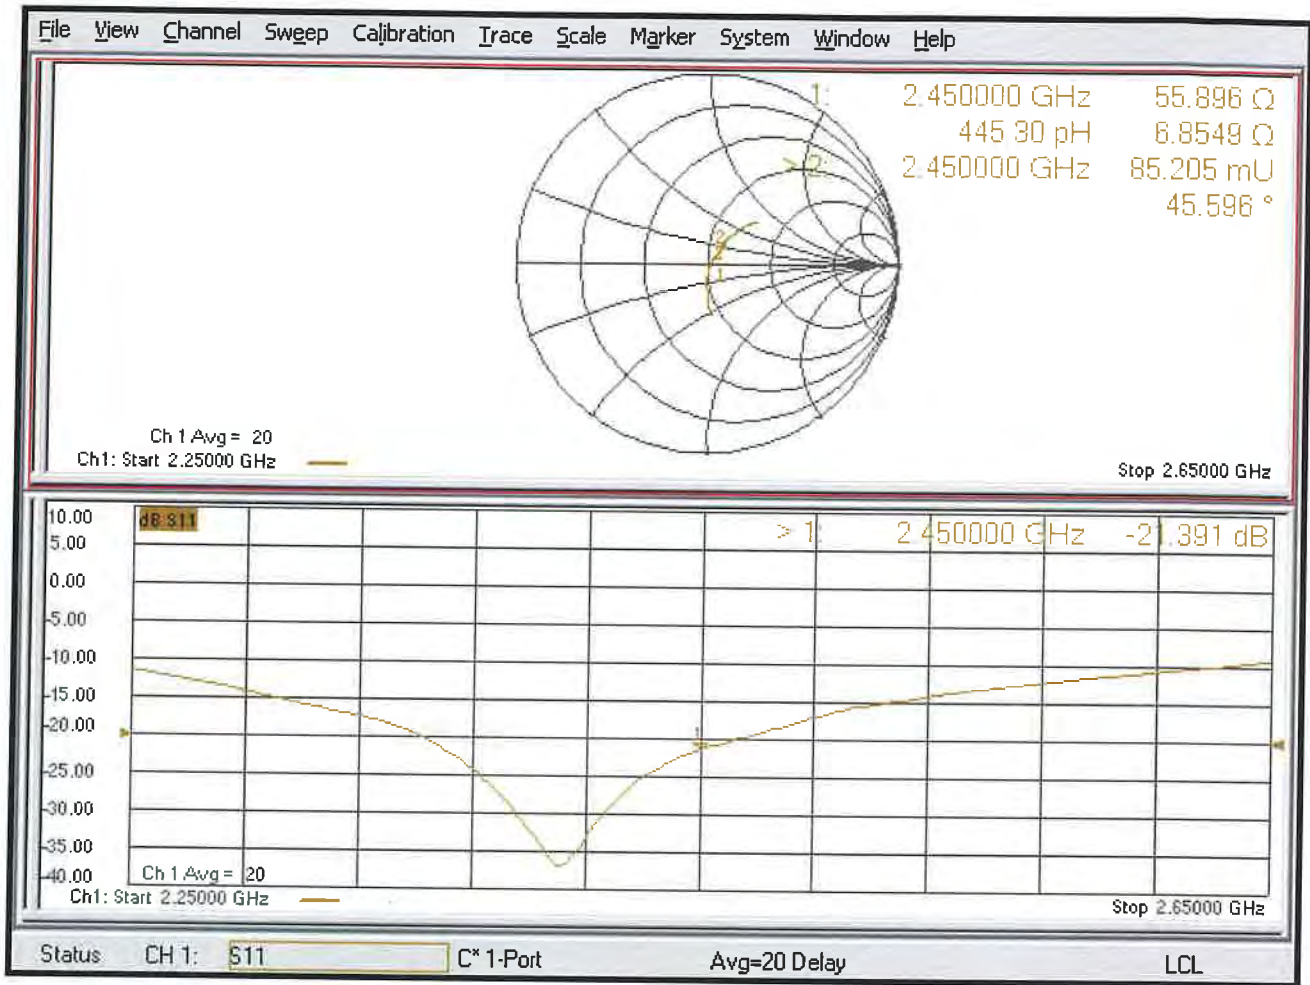 File View Channel Sweep Calibration Trace Scale Marker System Window Help
1: 2.450000 GHz 55.896 Ω
445.30 pH 6.8549 Ω
> 2: 2.450000 GHz 85.205 mU
45.596 °
2
1
Ch 1 Avg = 20
Ch1: Start 2.25000 GHz
Stop 2.65000 GHz
10.00
dB S11
> 1: 2.450000 GHz -21.391 dB
5.00
0.00
-5.00
-10.00
-15.00
-20.00
1
-25.00
-30.00
-35.00
-40.00
Ch 1 Avg = 20
Ch1: Start 2.25000 GHz
Stop 2.65000 GHz
Status CH 1: S11 C* 1-Port Avg=20 Delay LCL